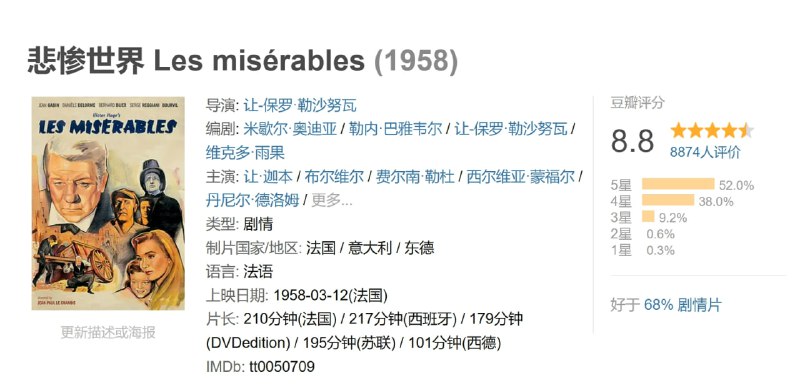 悲惨世界 Les misérables (1958)
JEAN GABIN DANIÈLE DELORME BERNARD BLIER SERGE REGGIANI BOURVIL
Victor Hugo's
LES MISÉRABLES
directed by
JEAN PAUL LE CHANOIS
更新描述或海报
导演: 让-保罗·勒沙努瓦
编剧: 米歇尔·奥迪亚 / 勒内·巴雅韦尔 / 让-保罗·勒沙努瓦 /
维克多·雨果
主演: 让·迦本 / 布尔维尔 / 费尔南·勒杜 / 西尔维亚·蒙福尔 /
丹尼尔·德洛姆 / 更多...
类型: 剧情
制片国家/地区: 法国 / 意大利 / 东德
语言: 法语
上映日期: 1958-03-12(法国)
片长: 210分钟(法国) / 217分钟(西班牙) / 179分钟
(DVDedition) / 195分钟(苏联) / 101分钟(西德)
IMDb: tt0050709
豆瓣评分
8.8
8874人评价
5星 52.0%
4星 38.0%
3星 9.2%
2星 0.6%
1星 0.3%
好于 68% 剧情片